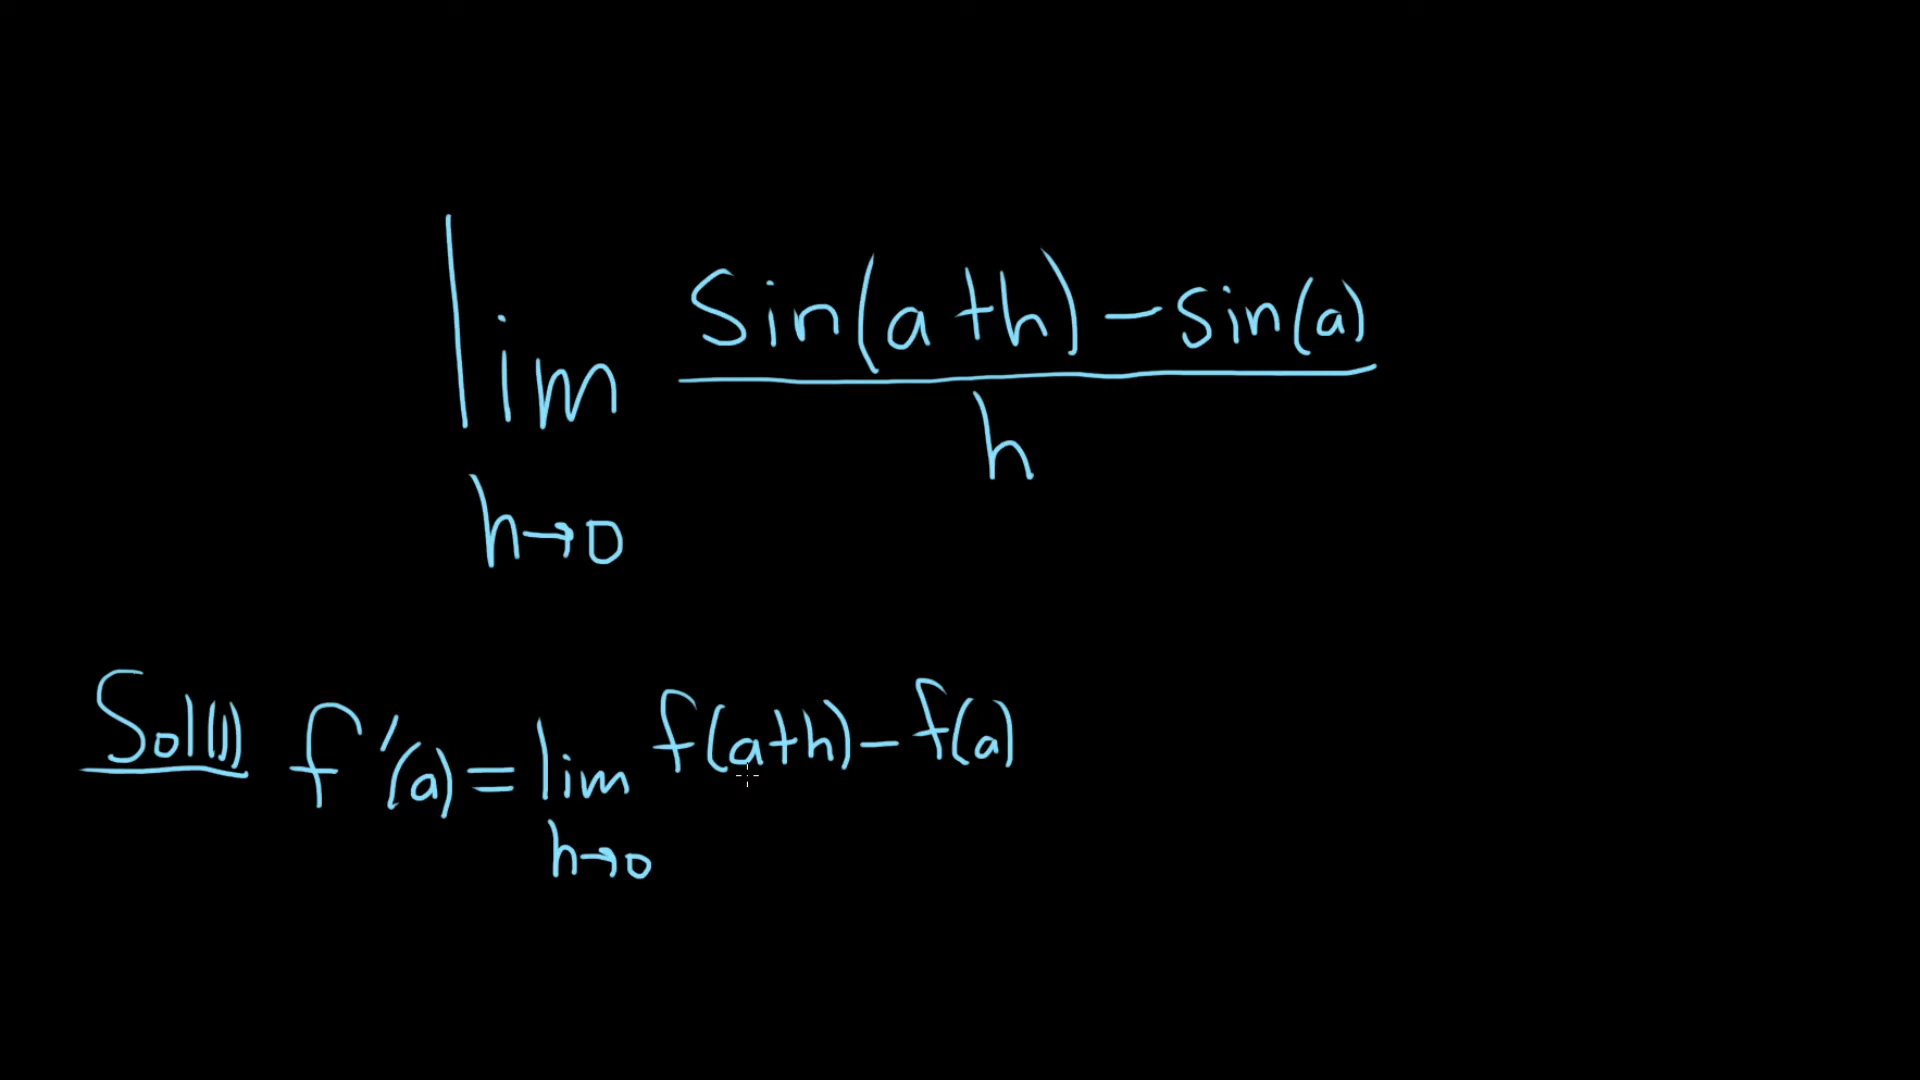 lim sin(a+h) - sin(a)
h
h→0
Sol(1) f'(a) = lim f(a+h) - f(a)
h→0